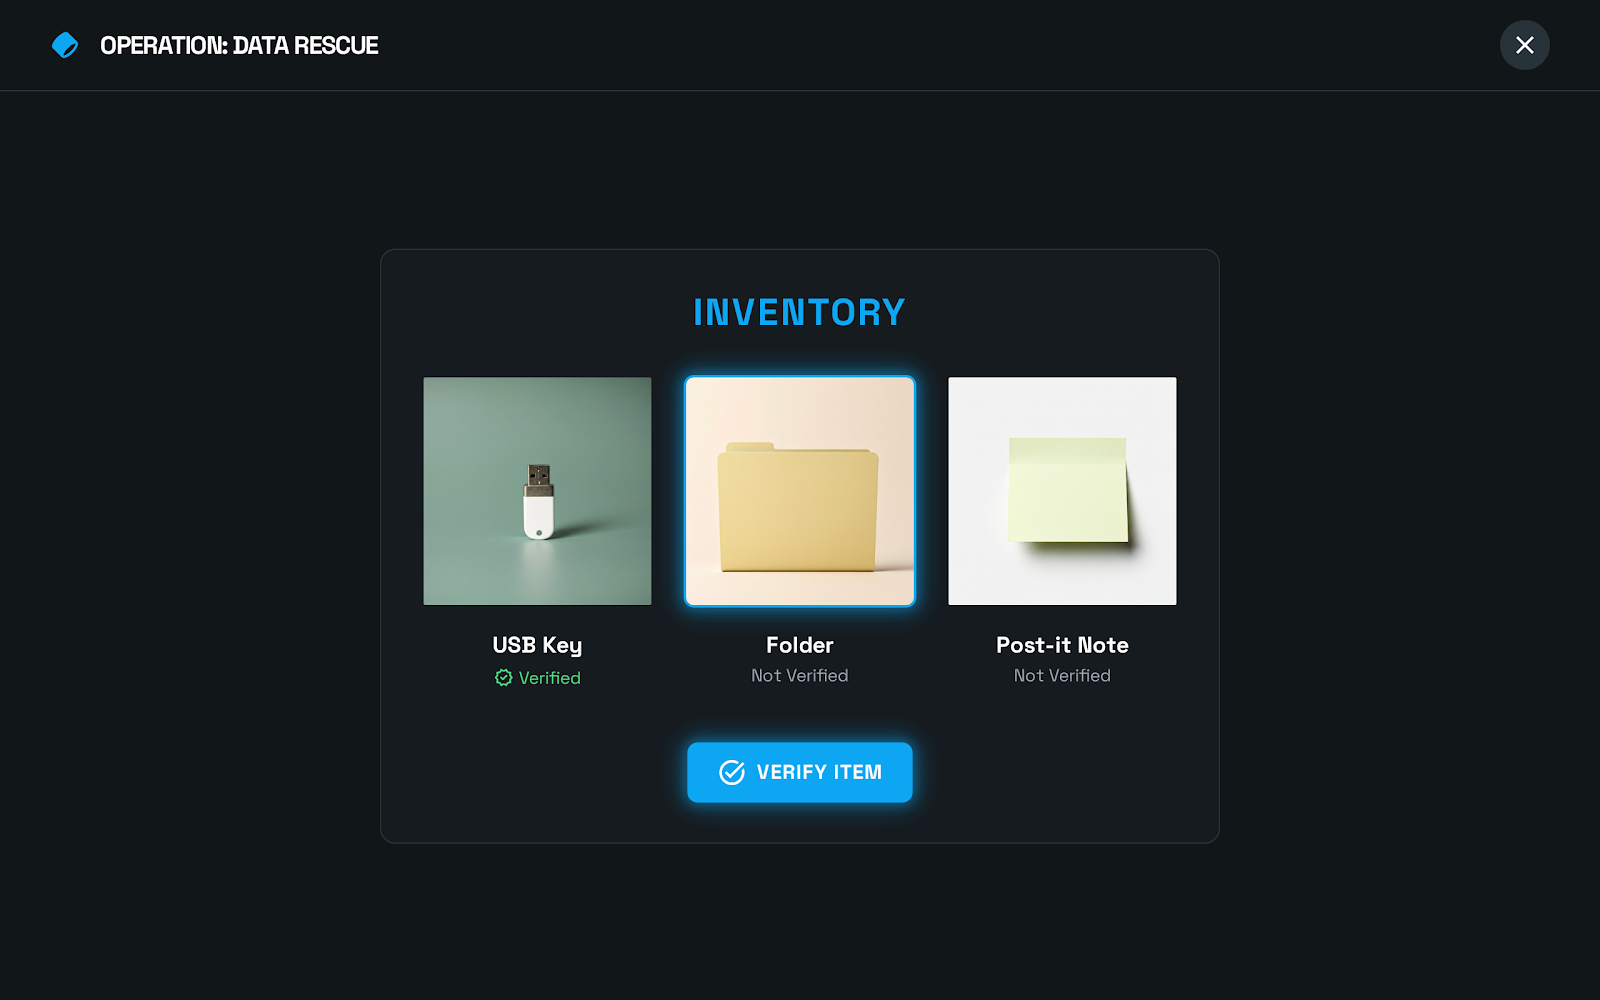 OPERATION: DATA RESCUE
INVENTORY
USB Key
Verified
Folder
Not Verified
Post-it Note
Not Verified
VERIFY ITEM